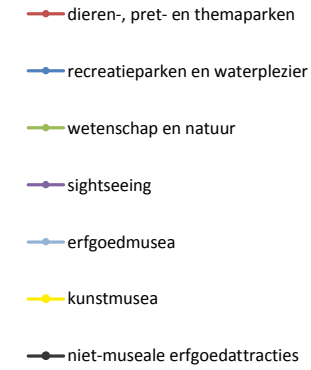 dieren-, pret- en themaparken
recreatieparken en waterplezier
wetenschap en natuur
sightseeing
erfgoedmusea
kunstmusea
niet-museale erfgoedattracties